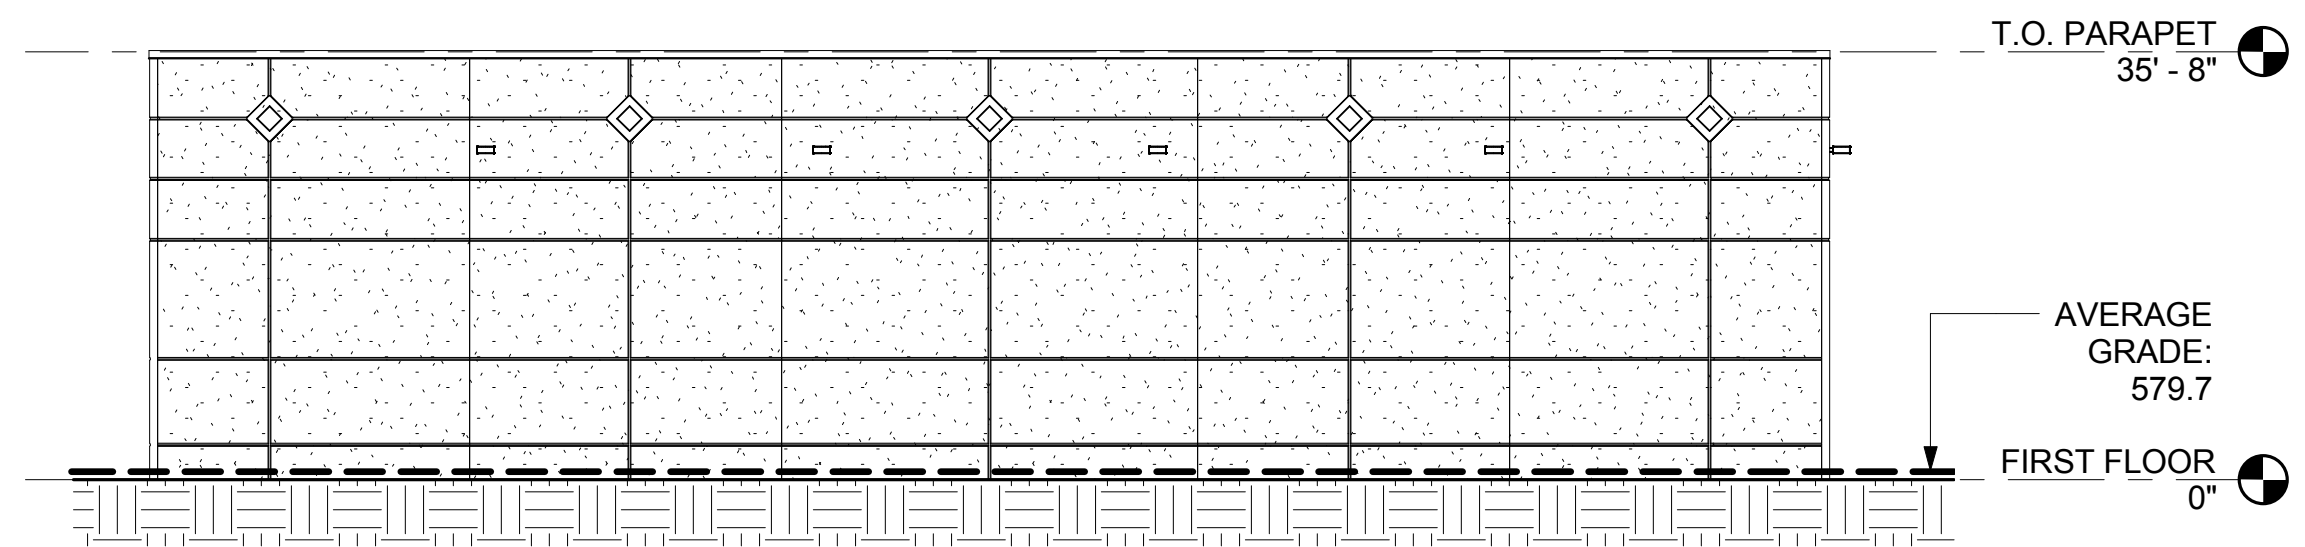 T.O. PARAPET
35' - 8"
AVERAGE
GRADE:
579.7
FIRST FLOOR
0"